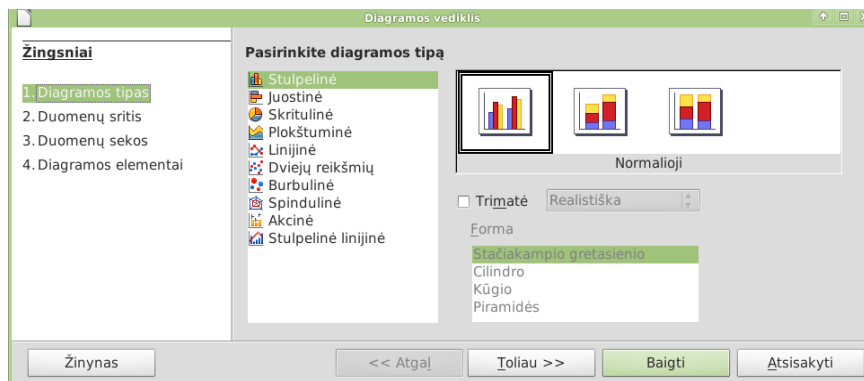 Diagramos vediklis
Žingsniai
1. Diagramos tipas
2. Duomenų sritis
3. Duomenų sekos
4. Diagramos elementai
Pasirinkite diagramos tipą
Stulpelinė
Juostinė
Skritulinė
Plokštuminė
Linijinė
Dviejų reikšmių
Burbulinė
Spindulinė
Akcinė
Stulpelinė linijinė
Normalioji
Trimatė
Realistiška
Forma
Stačiakampio gretasienio
Cilindro
Kūgio
Piramidės
Žinynas
<< Atgal
Toliau >>
Baigti
Atsisakyti